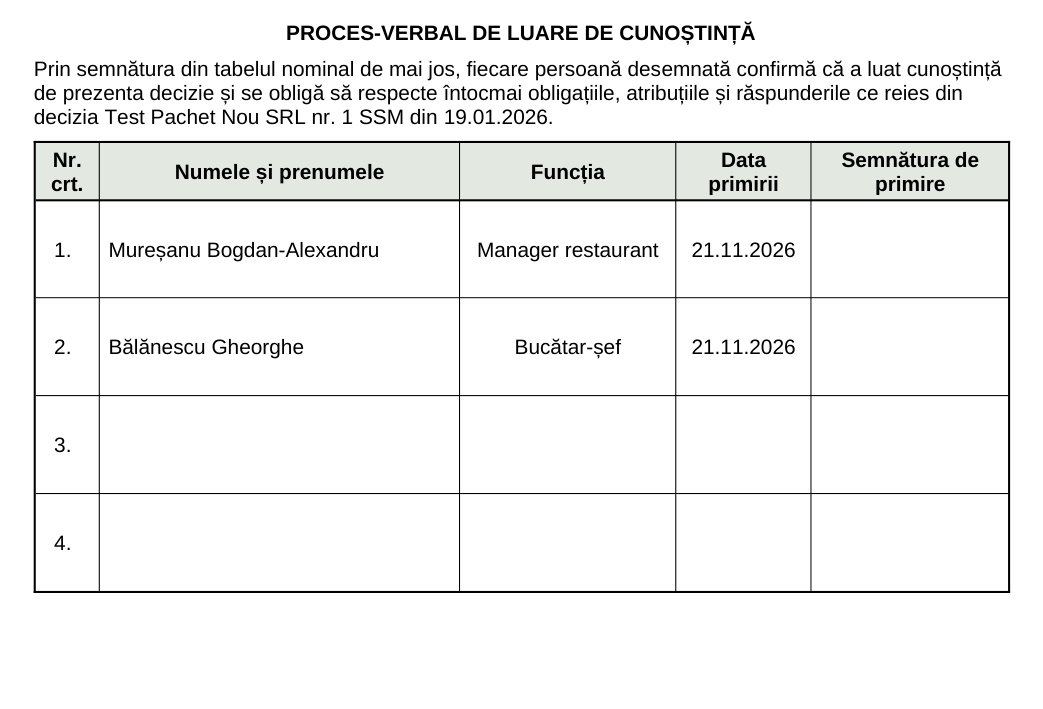 PROCES-VERBAL DE LUARE DE CUNOȘTINȚĂ
Prin semnătura din tabelul nominal de mai jos, fiecare persoană desemnată confirmă că a luat cunoștință
de prezenta decizie și se obligă să respecte întocmai obligațiile, atribuțiile și răspunderile ce reies din
decizia Test Pachet Nou SRL nr. 1 SSM din 19.01.2026.
Nr. crt. Numele și prenumele Funcția Data primirii Semnătura de primire
1. Mureșanu Bogdan-Alexandru Manager restaurant 21.11.2026
2. Bălănescu Gheorghe Bucătar-șef 21.11.2026
3.
4.